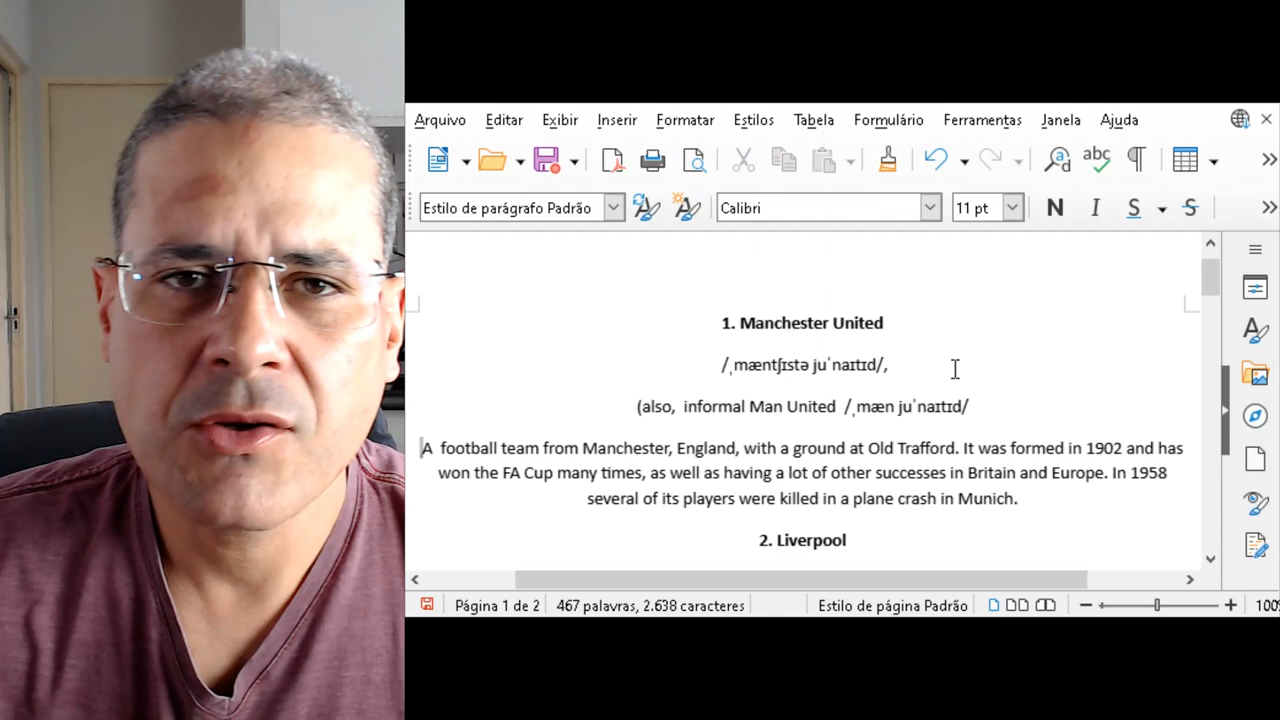 Arquivo Editar Exibir Inserir Formatar Estilos Tabela Formulário Ferramentas Janela Ajuda
Estilo de parágrafo Padrão Calibri 11 pt N I S S
1. Manchester United
/ˌmæntʃɪstə juˈnaɪtɪd/,
(also, informal Man United /ˌmæn juˈnaɪtɪd/
A football team from Manchester, England, with a ground at Old Trafford. It was formed in 1902 and has
won the FA Cup many times, as well as having a lot of other successes in Britain and Europe. In 1958
several of its players were killed in a plane crash in Munich.
2. Liverpool
Página 1 de 2 467 palavras, 2.638 caracteres Estilo de página Padrão 100